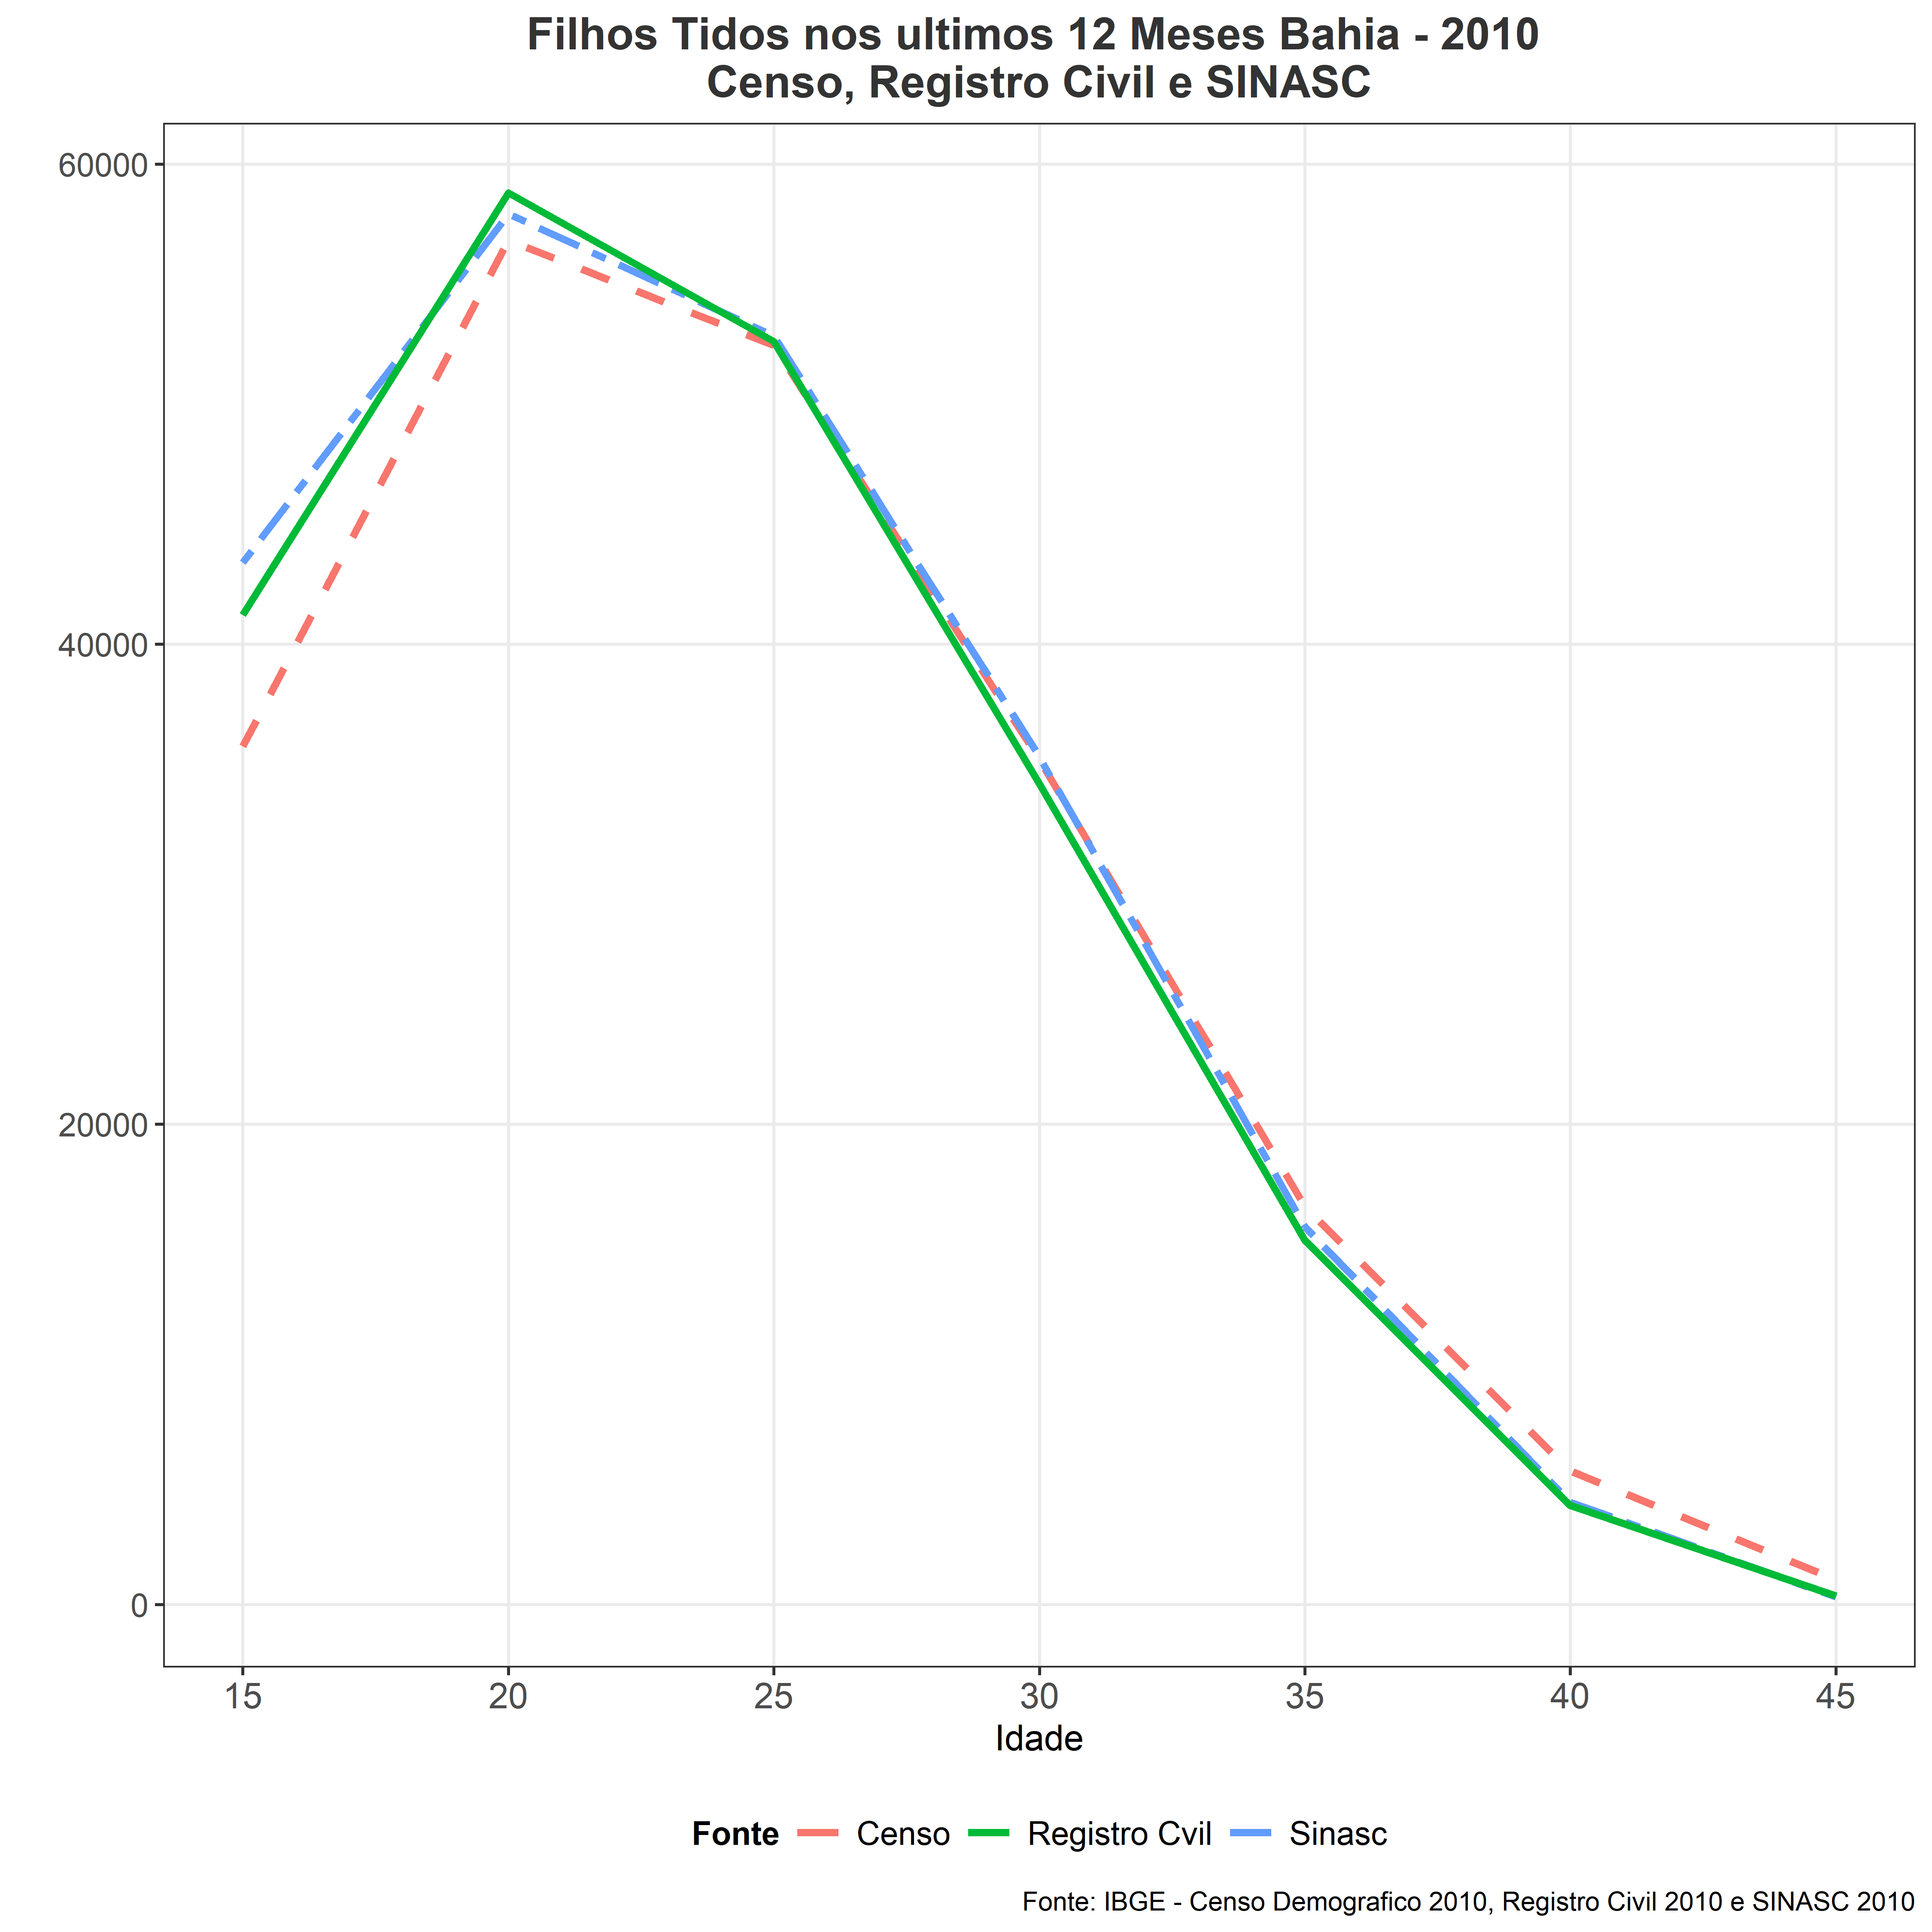 Filhos Tidos nos ultimos 12 Meses Bahia - 2010
Censo, Registro Civil e SINASC
60000
40000
20000
0
15 20 25 30 35 40 45
Idade
Fonte Censo Registro Cvil Sinasc
Fonte: IBGE - Censo Demografico 2010, Registro Civil 2010 e SINASC 2010